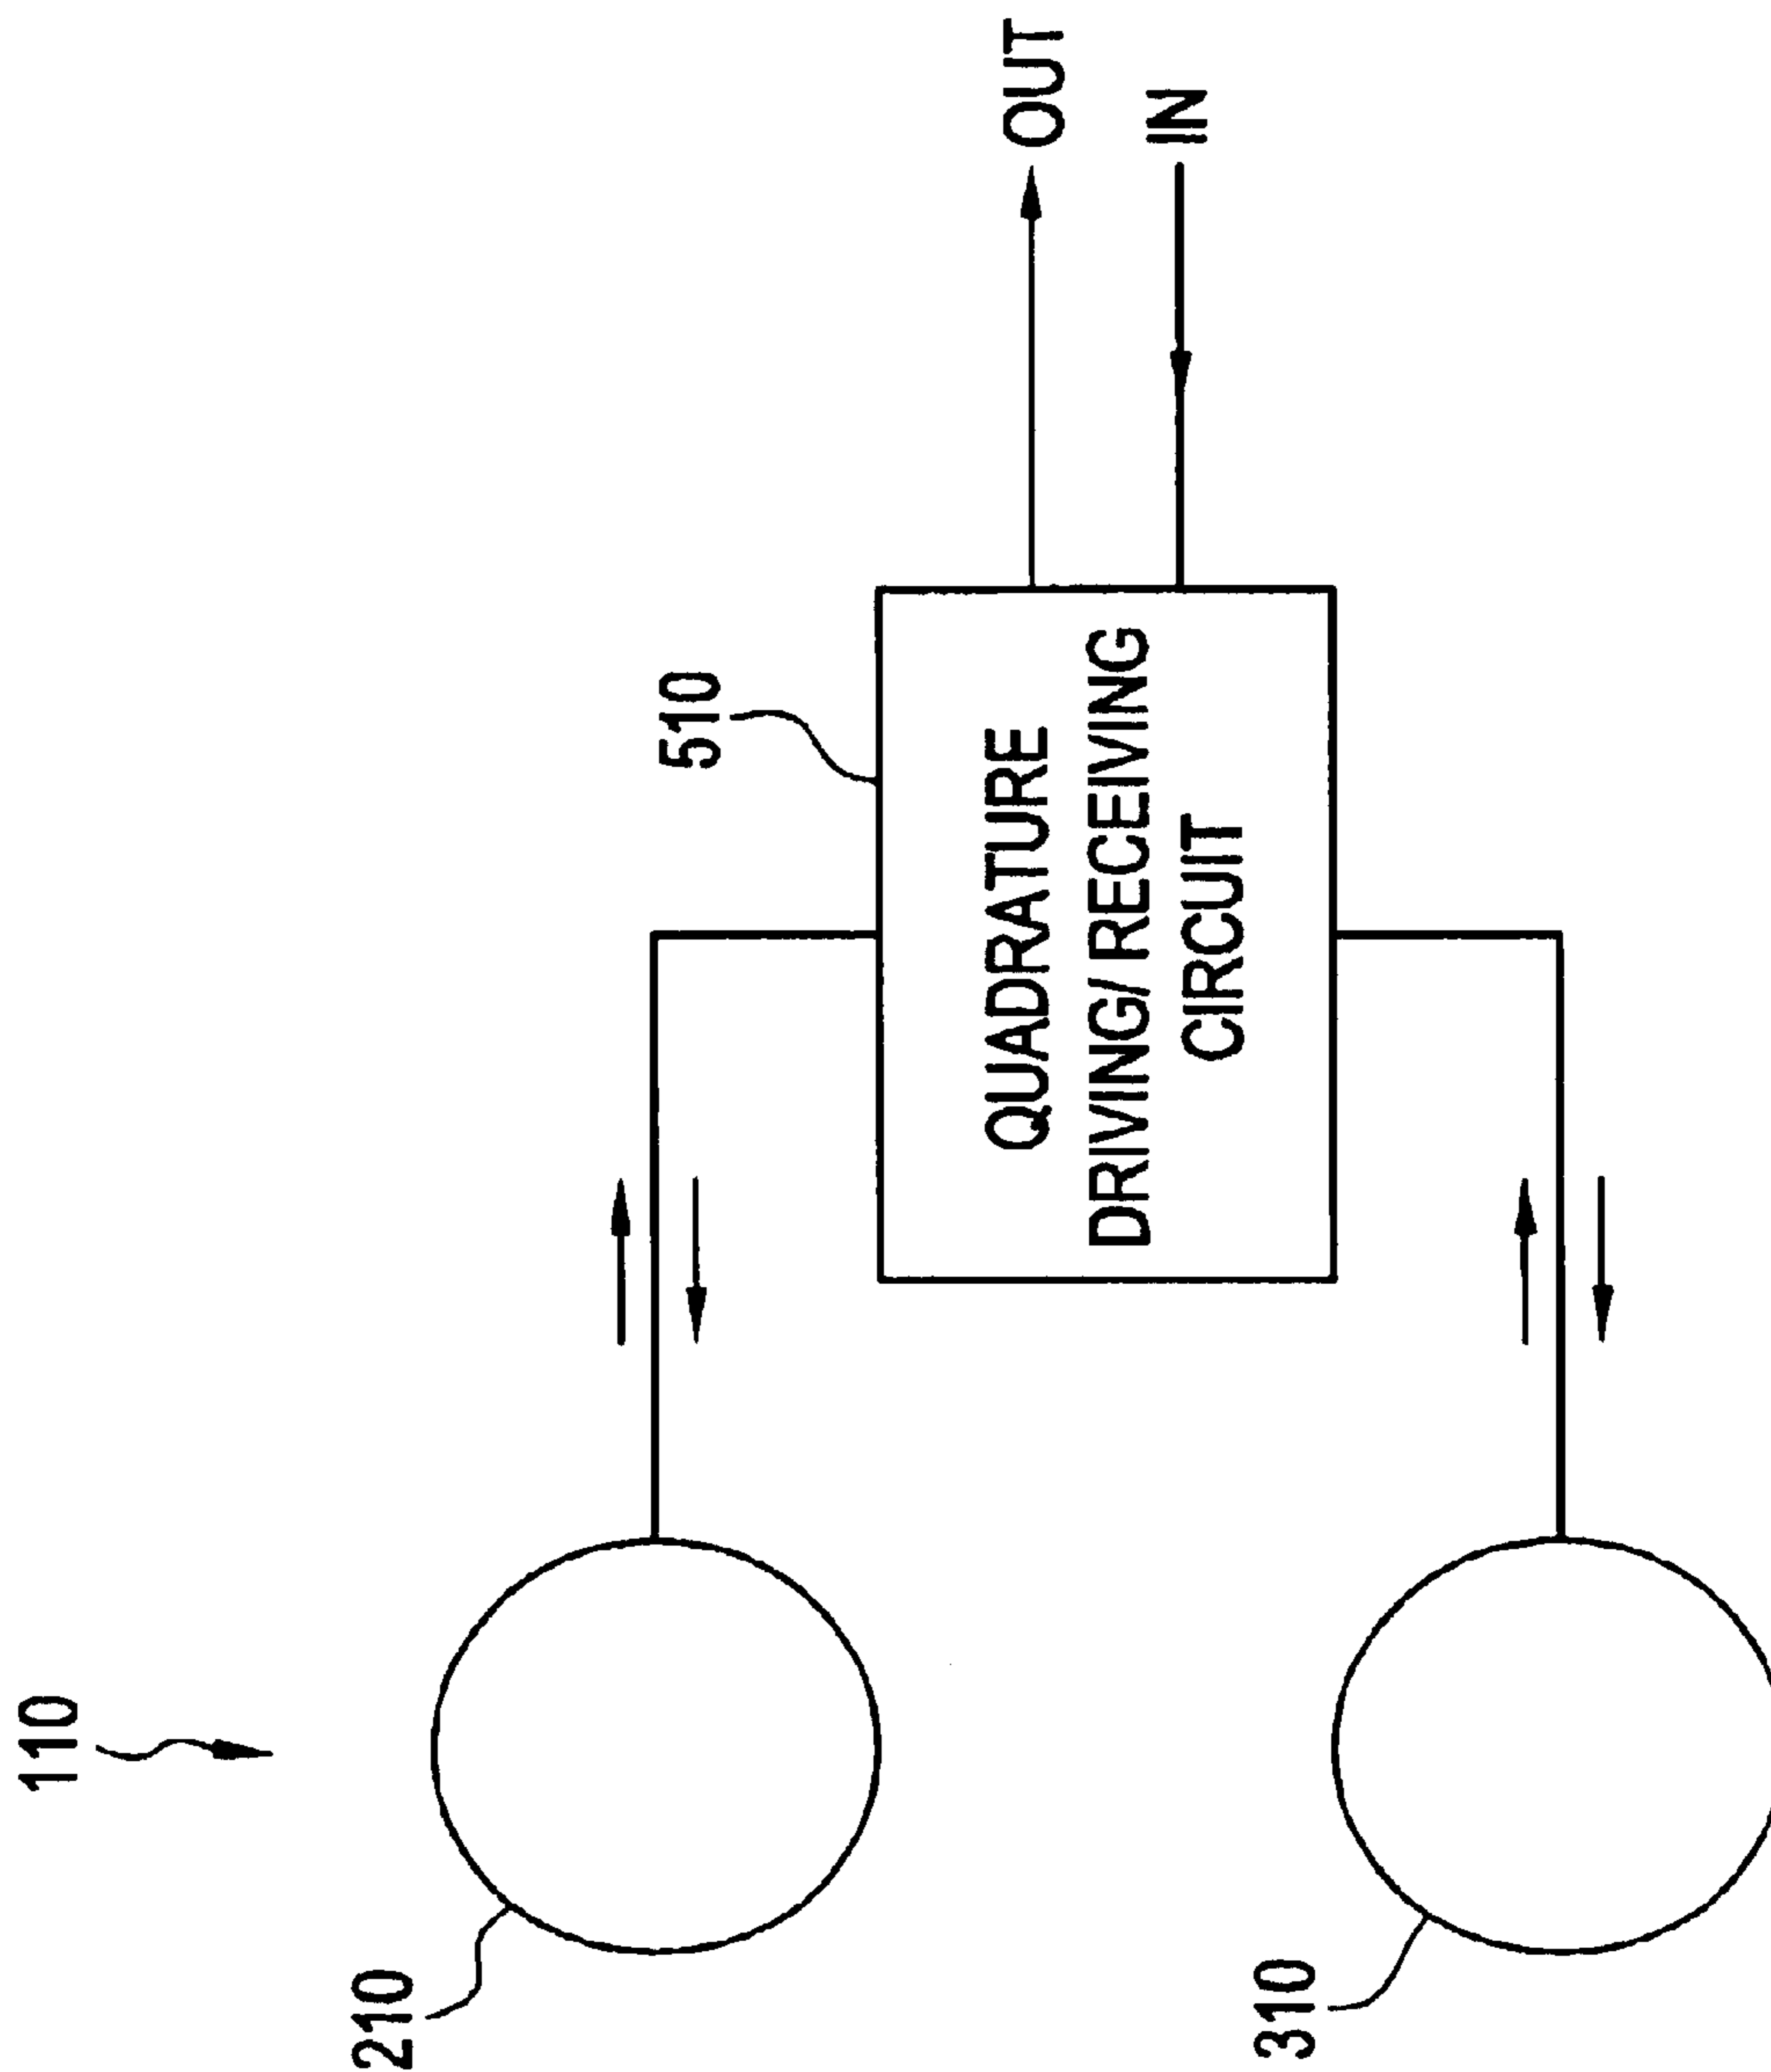 110
210
310
510
QUADRATURE
DRIVING/ RECEIVING
CIRCUIT
OUT
IN